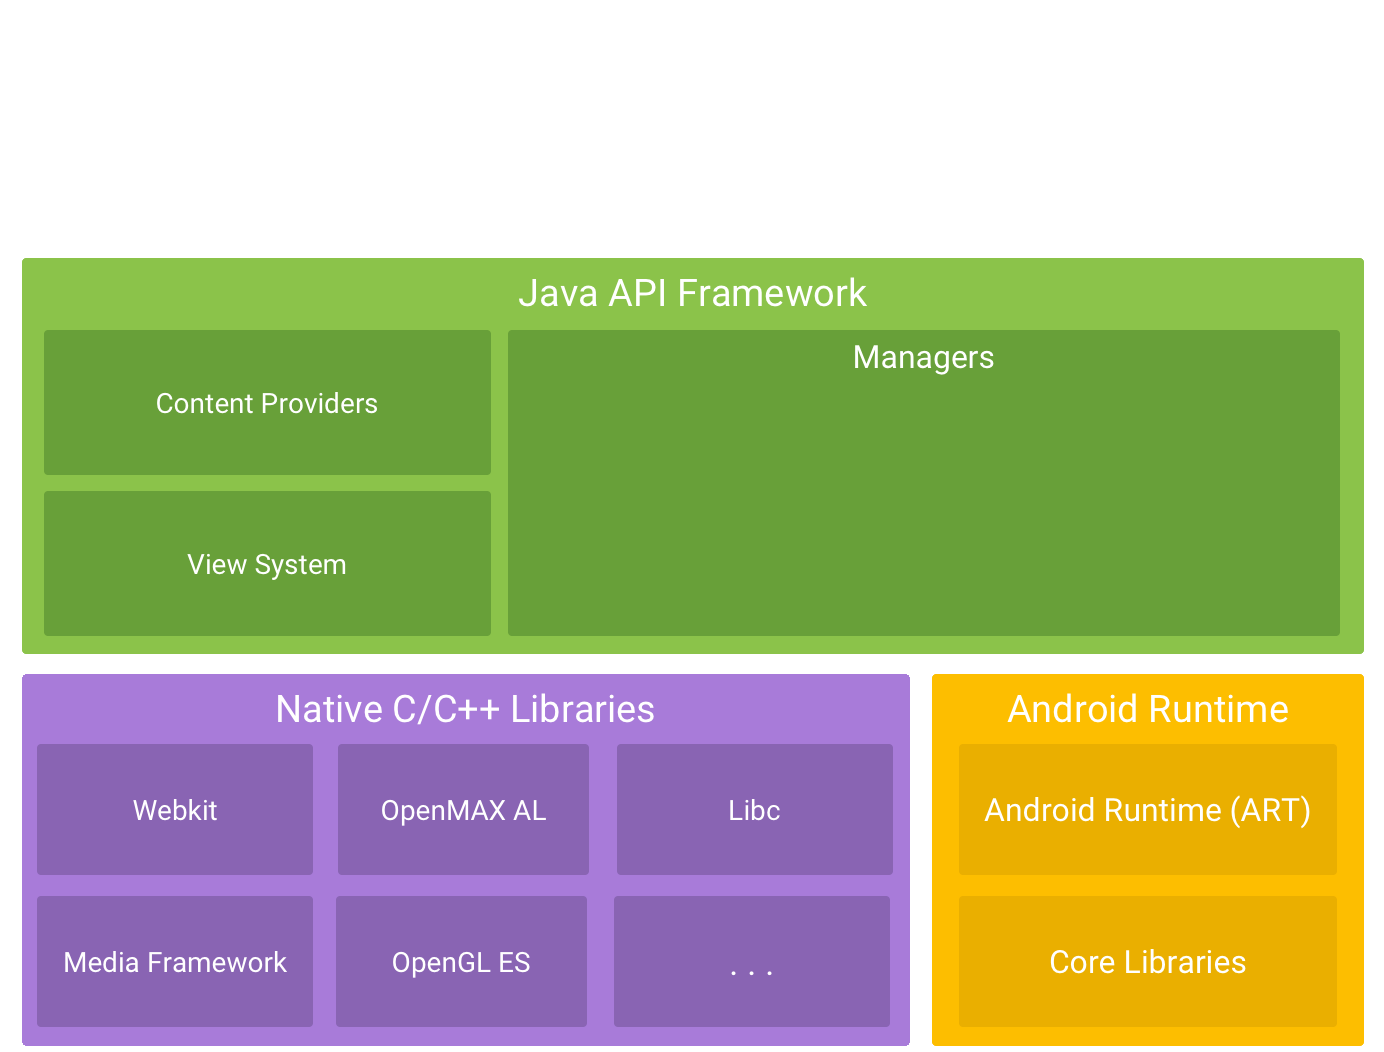 Java API Framework
Content Providers
View System
Managers
Native C/C++ Libraries
Webkit
OpenMAX AL
Libc
Media Framework
OpenGL ES
. . .
Android Runtime
Android Runtime (ART)
Core Libraries